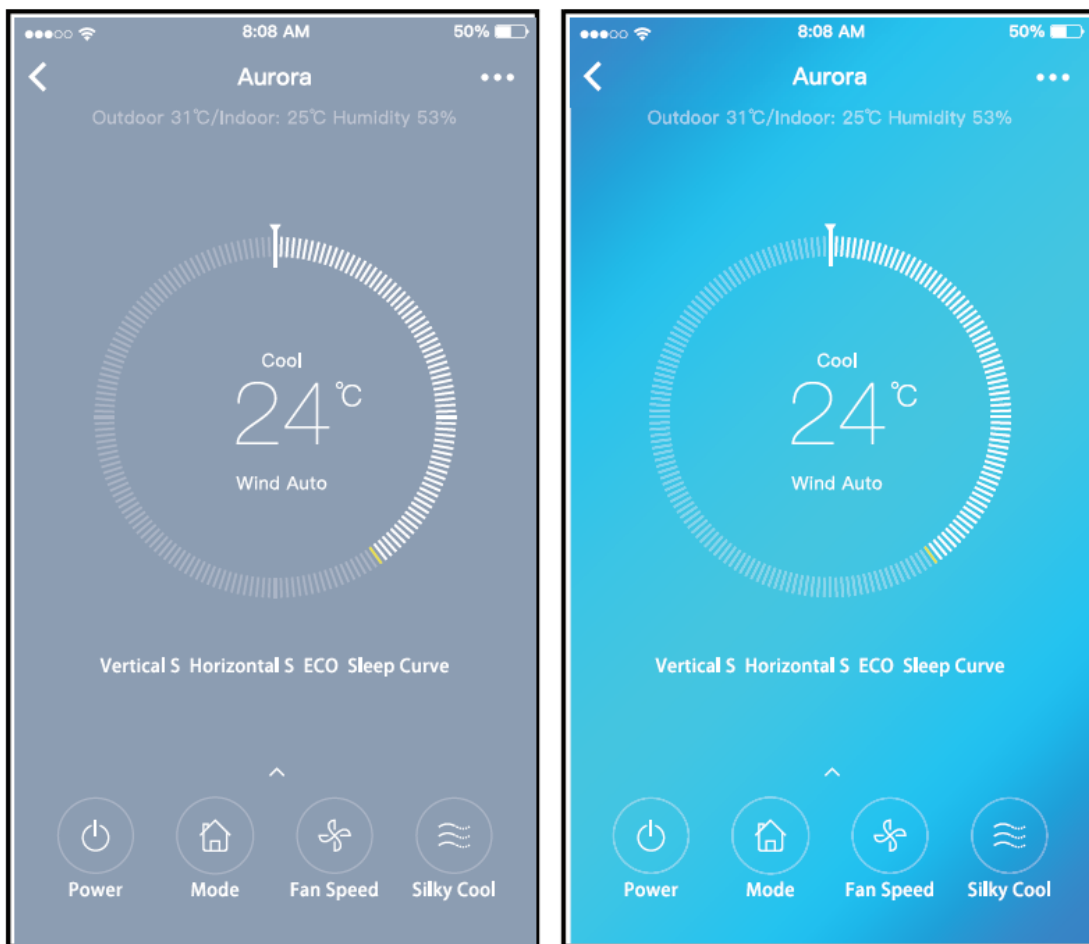 8:08 AM 50%
Aurora
Outdoor 31℃/Indoor: 25℃ Humidity 53%
Cool
24℃
Wind Auto
Vertical S Horizontal S ECO Sleep Curve
Power Mode Fan Speed Silky Cool
8:08 AM 50%
Aurora
Outdoor 31℃/Indoor: 25℃ Humidity 53%
Cool
24℃
Wind Auto
Vertical S Horizontal S ECO Sleep Curve
Power Mode Fan Speed Silky Cool